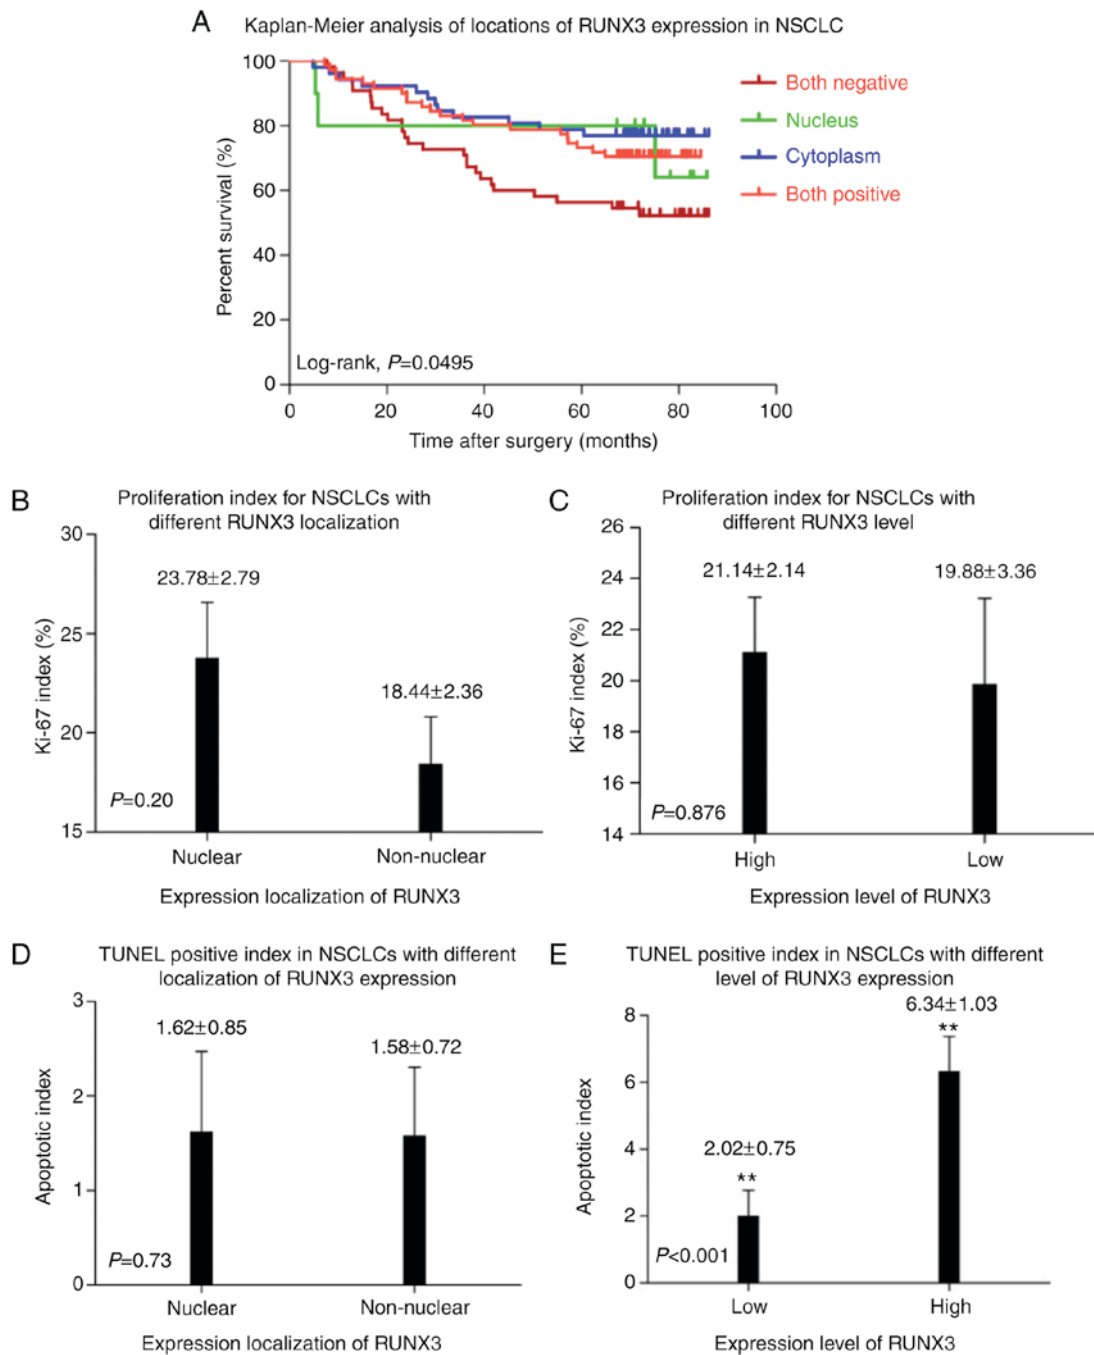 A Kaplan-Meier analysis of locations of RUNX3 expression in NSCLC
100
80
60
40
20
0
Percent survival (%)
Both negative
Nucleus
Cytoplasm
Both positive
Log-rank, P=0.0495
0 20 40 60 80 100
Time after surgery (months)
B Proliferation index for NSCLCs with
different RUNX3 localization
30
25
20
15
Ki-67 index (%)
23.78±2.79
18.44±2.36
P=0.20
Nuclear Non-nuclear
Expression localization of RUNX3
C Proliferation index for NSCLCs with
different RUNX3 level
26
24
22
20
18
16
14
Ki-67 index (%)
21.14±2.14
19.88±3.36
P=0.876
High Low
Expression level of RUNX3
D TUNEL positive index in NSCLCs with different
localization of RUNX3 expression
3
2
1
0
Apoptotic index
1.62±0.85
1.58±0.72
P=0.73
Nuclear Non-nuclear
Expression localization of RUNX3
E TUNEL positive index in NSCLCs with different
level of RUNX3 expression
8
6
4
2
0
Apoptotic index
6.34±1.03
**
2.02±0.75
**
P<0.001
Low High
Expression level of RUNX3